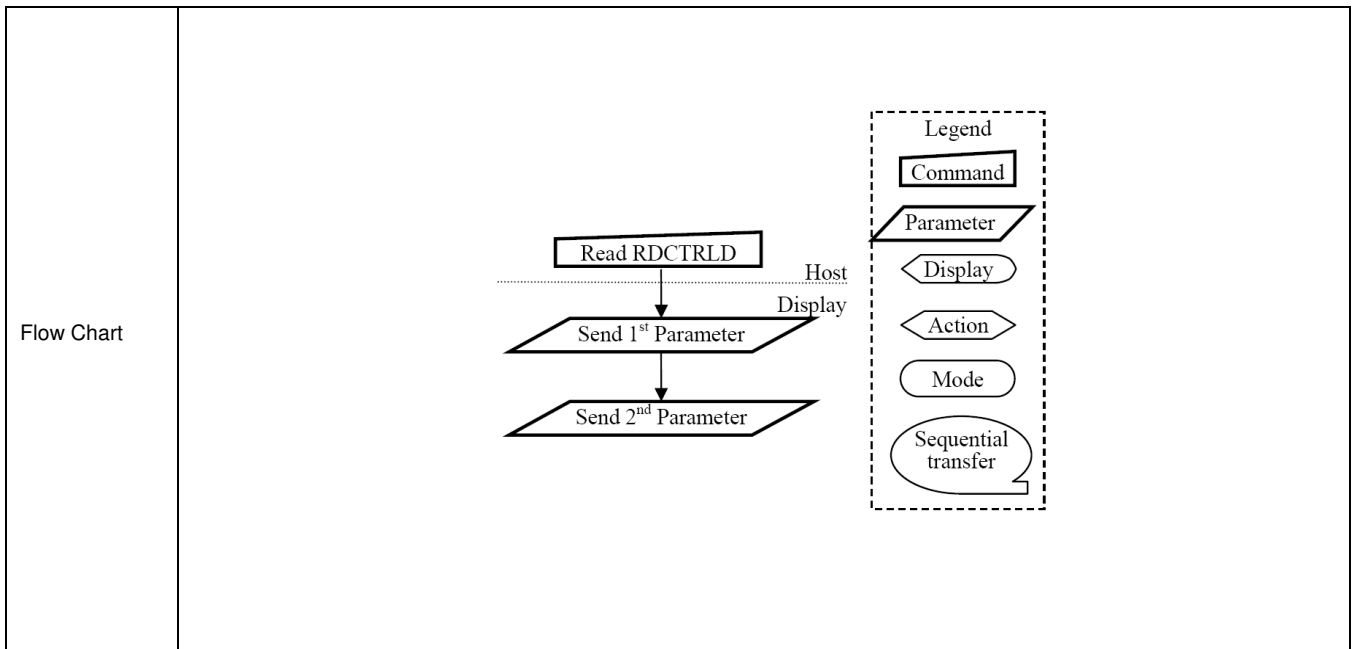 Flow Chart
Read RDCTRLD
Host
Display
Send 1st Parameter
Send 2nd Parameter
Legend
Command
Parameter
Display
Action
Mode
Sequential
transfer